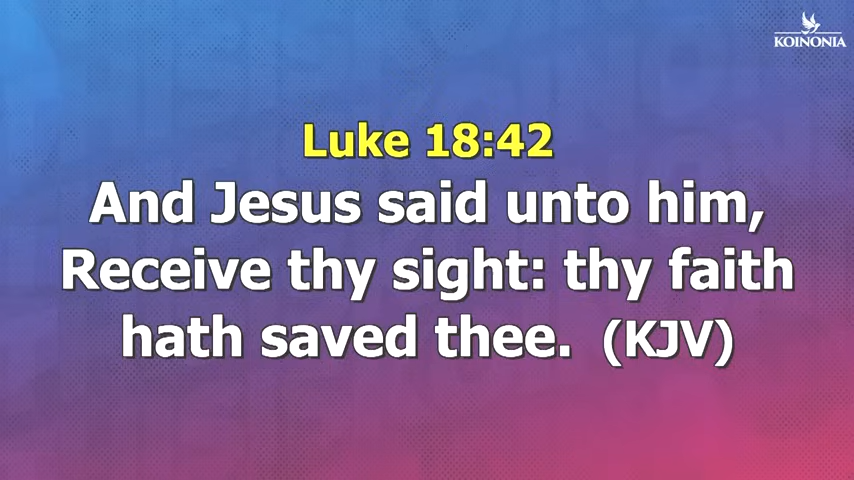 KOINONIA
Luke 18:42
And Jesus said unto him,
Receive thy sight: thy faith
hath saved thee. (KJV)